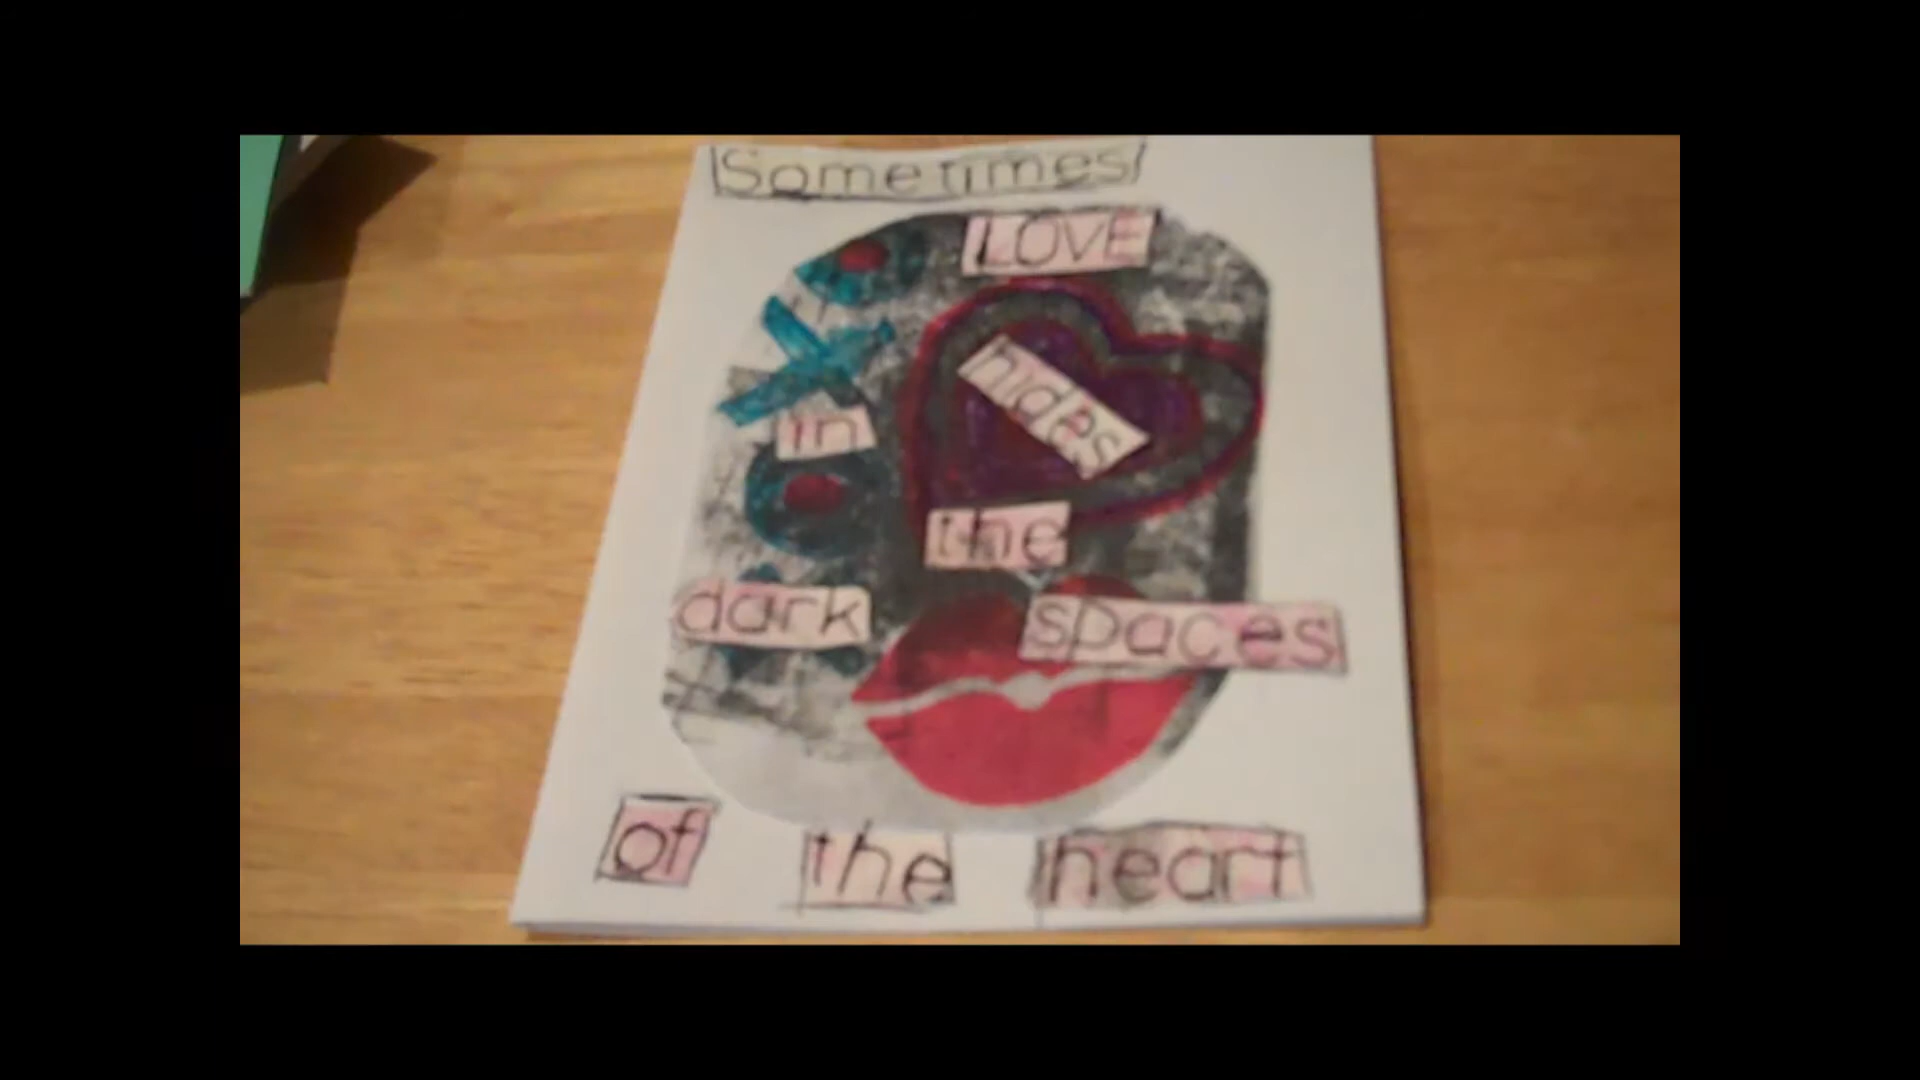 Sometimes
LOVE
hides
in
the
dark spaces
of the heart